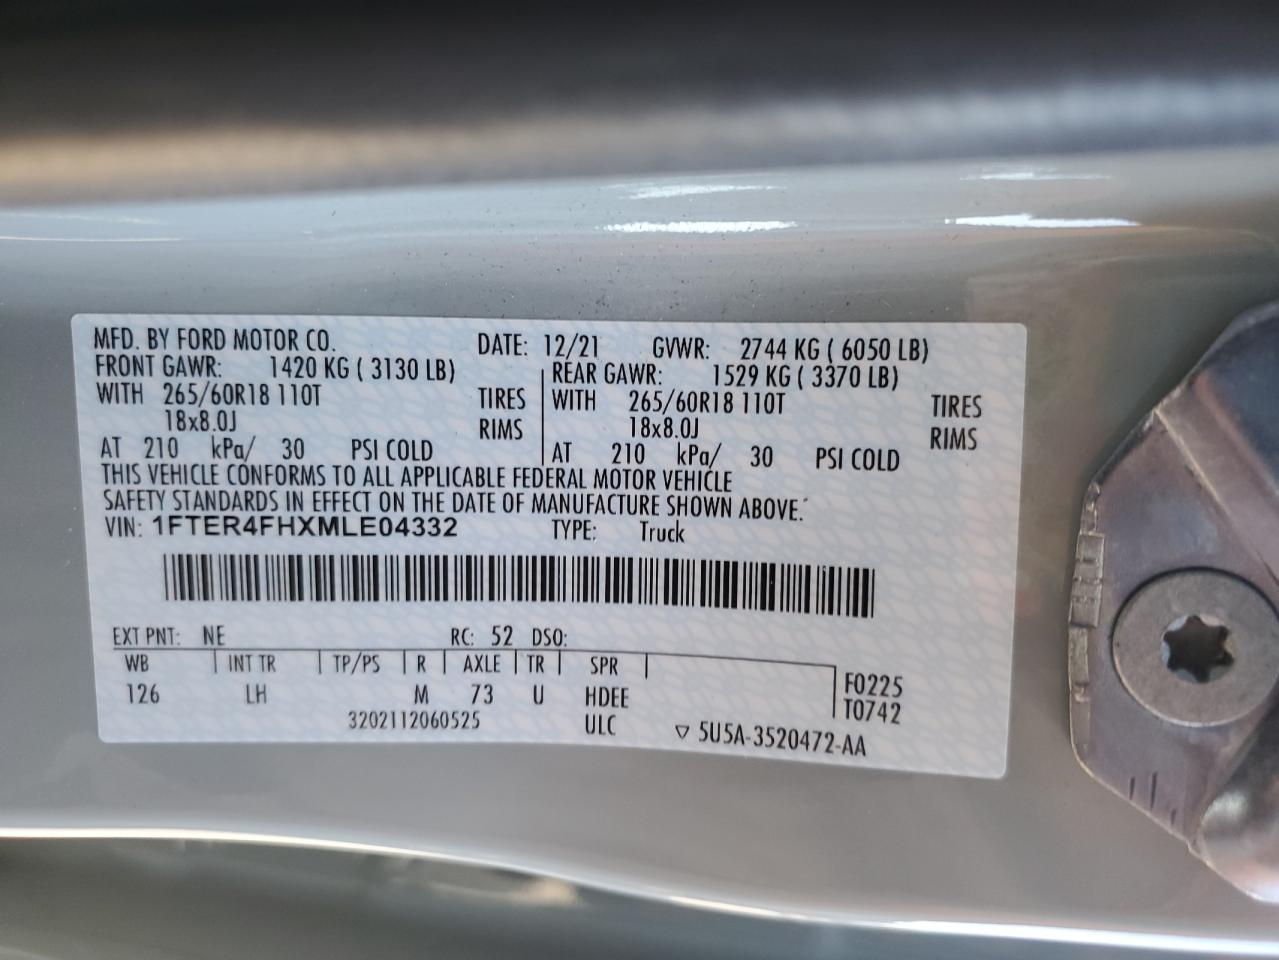 MFD. BY FORD MOTOR CO. DATE: 12/21 GVWR: 2744 KG ( 6050 LB)
FRONT GAWR: 1420 KG ( 3130 LB) REAR GAWR: 1529 KG ( 3370 LB)
WITH 265/60R18 110T TIRES WITH 265/60R18 110T TIRES
18x8.0J RIMS 18x8.0J RIMS
AT 210 kPa/ 30 PSI COLD AT 210 kPa/ 30 PSI COLD
THIS VEHICLE CONFORMS TO ALL APPLICABLE FEDERAL MOTOR VEHICLE
SAFETY STANDARDS IN EFFECT ON THE DATE OF MANUFACTURE SHOWN ABOVE.
VIN: 1FTER4FHXMLE04332 TYPE: Truck
EXT PNT: NE RC: 52 DSO:
WB INT TR TP/PS R AXLE TR SPR
126 LH M 73 U HDEE F0225
T0742
3202112060525 ULC ▽ 5U5A-3520472-AA